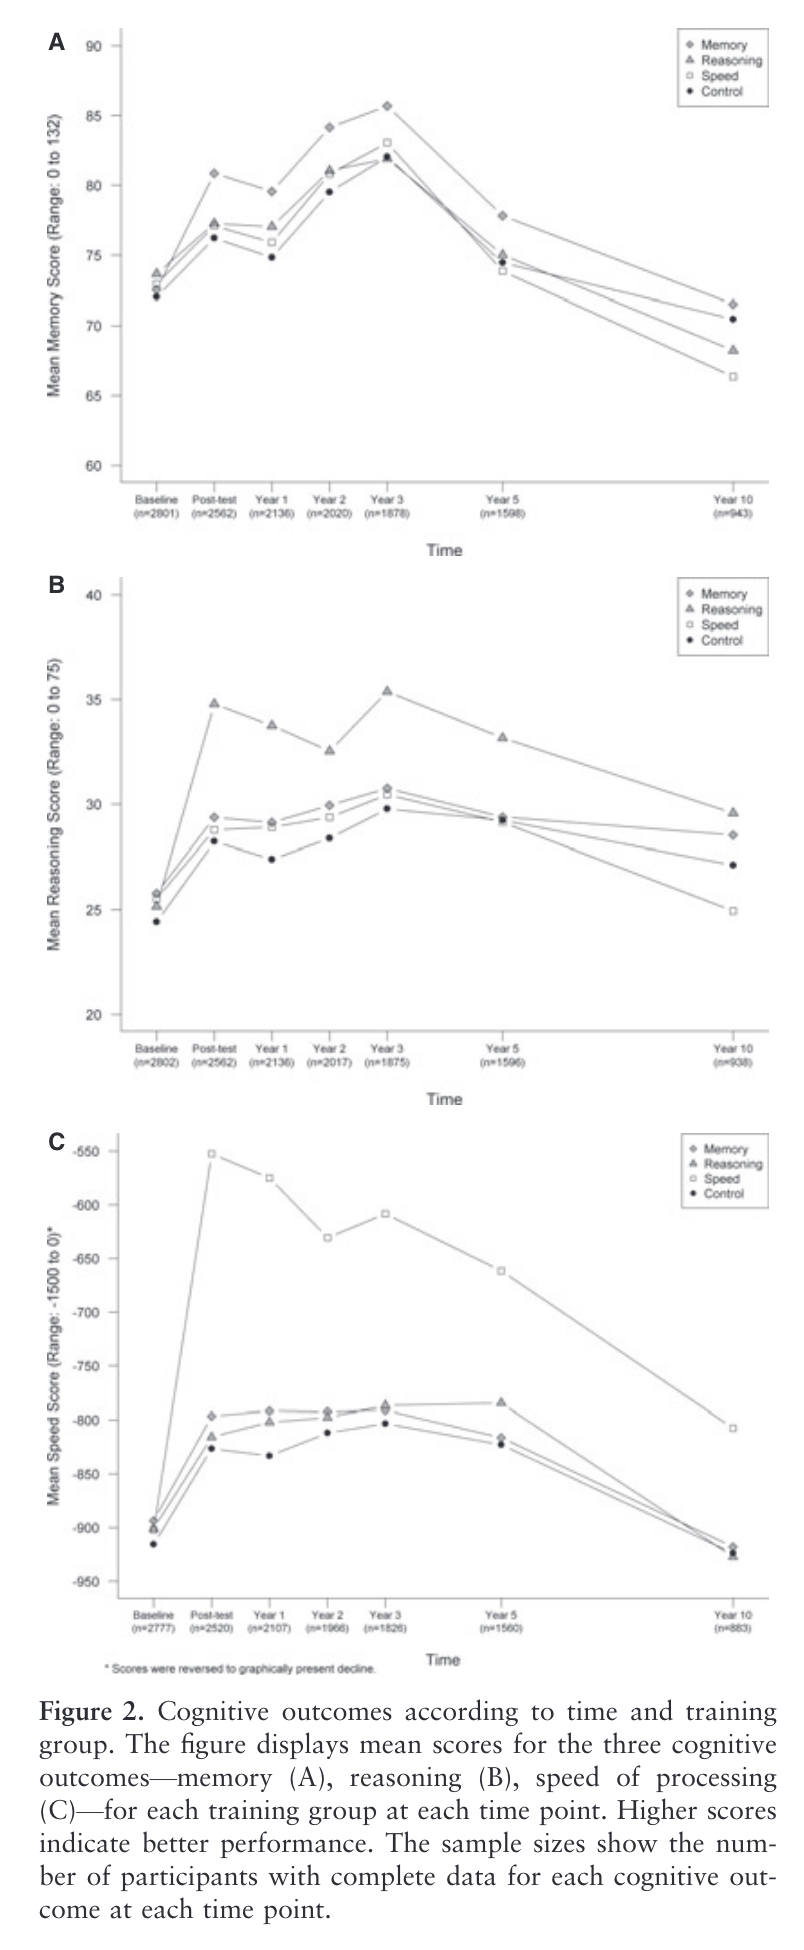 A
90
85
80
75
70
65
60
Mean Memory Score (Range: 0 to 132)
Memory
Reasoning
Speed
Control
Baseline Post-test Year 1 Year 2 Year 3 Year 5 Year 10
(n=2801) (n=2562) (n=2136) (n=2020) (n=1878) (n=1598) (n=943)
Time
B
40
35
30
25
20
Mean Reasoning Score (Range: 0 to 75)
Memory
Reasoning
Speed
Control
Baseline Post-test Year 1 Year 2 Year 3 Year 5 Year 10
(n=2802) (n=2562) (n=2136) (n=2017) (n=1875) (n=1596) (n=938)
Time
C
-550
-600
-650
-700
-750
-800
-850
-900
-950
Mean Speed Score (Range: -1500 to 0)*
Memory
Reasoning
Speed
Control
Baseline Post-test Year 1 Year 2 Year 3 Year 5 Year 10
(n=2777) (n=2520) (n=2107) (n=1966) (n=1826) (n=1560) (n=883)
Time
* Scores were reversed to graphically present decline.
Figure 2. Cognitive outcomes according to time and training
group. The figure displays mean scores for the three cognitive
outcomes—memory (A), reasoning (B), speed of processing
(C)—for each training group at each time point. Higher scores
indicate better performance. The sample sizes show the num-
ber of participants with complete data for each cognitive out-
come at each time point.